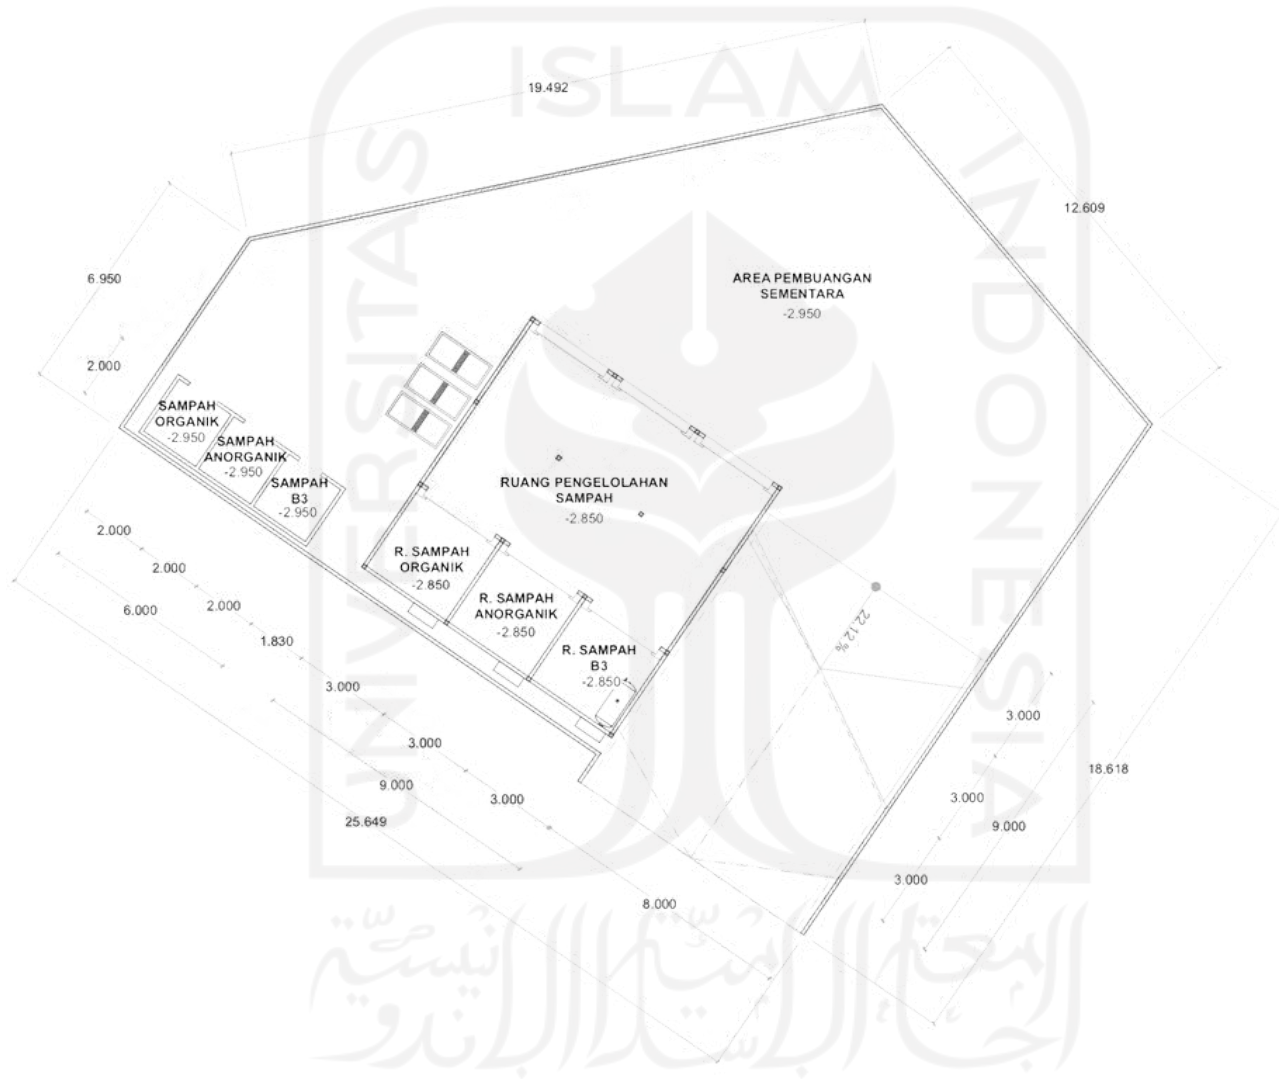 ISLAM
UNIVERSITAS
INDONESIA
19.492
12.609
6.950
2.000
AREA PEMBUANGAN
SEMENTARA
-2.950
SAMPAH
ORGANIK
-2.950
SAMPAH
ANORGANIK
-2.950
SAMPAH
B3
-2.950
RUANG PENGELOLAHAN
SAMPAH
-2.850
R. SAMPAH
ORGANIK
-2.850
R. SAMPAH
ANORGANIK
-2.850
R. SAMPAH
B3
-2.850
22.12 %
2.000
2.000
2.000
6.000
1.830
3.000
3.000
3.000
9.000
25.649
8.000
3.000
3.000
3.000
9.000
18.618